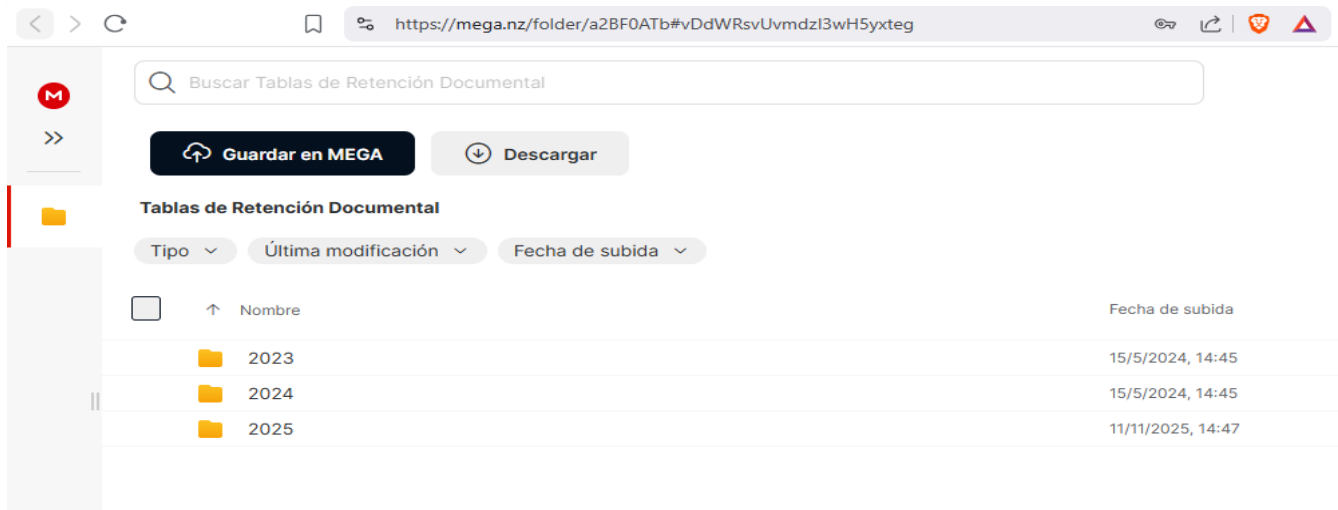 https://mega.nz/folder/a2BF0ATb#vDdWRsvUvmdzI3wH5yxteg
Buscar Tablas de Retención Documental
Guardar en MEGA Descargar
Tablas de Retención Documental
Tipo Última modificación Fecha de subida
Nombre Fecha de subida
2023 15/5/2024, 14:45
2024 15/5/2024, 14:45
2025 11/11/2025, 14:47